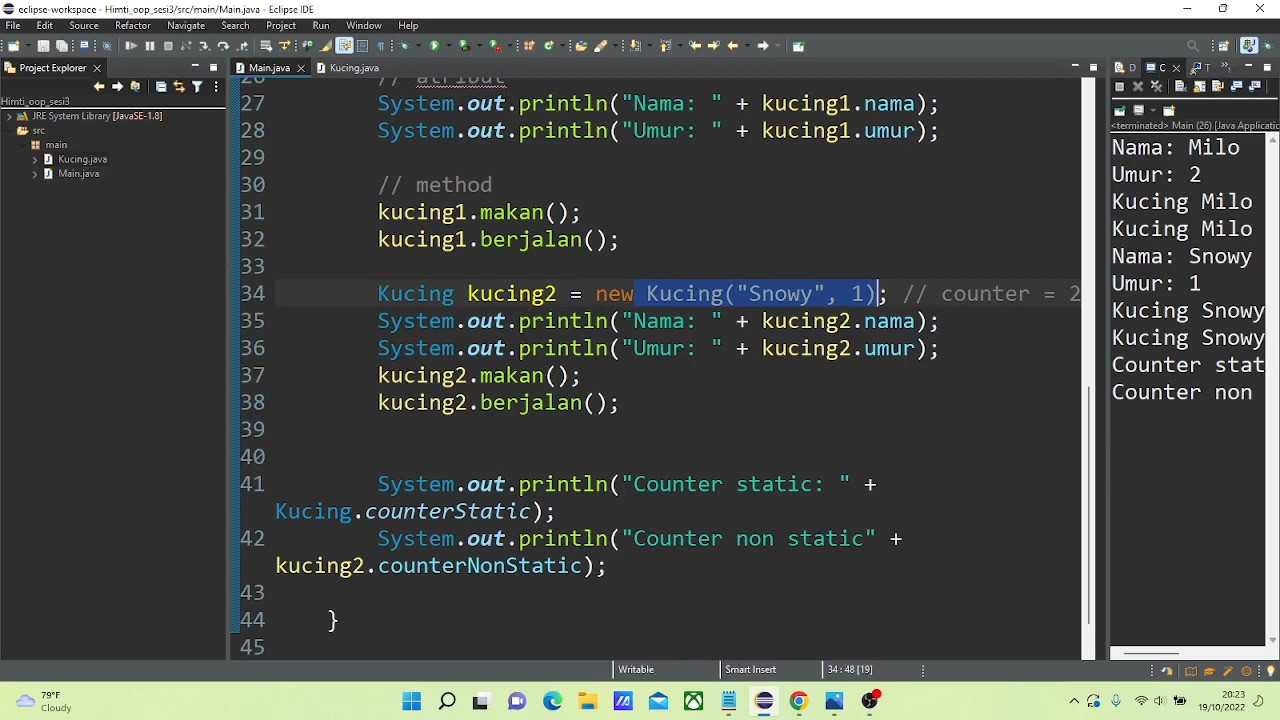 eclipse-workspace - Himti_oop_sesi3/src/main/Main.java - Eclipse IDE
File Edit Source Refactor Navigate Search Project Run Window Help
Project Explorer
Himti_oop_sesi3
JRE System Library [JavaSE-1.8]
src
main
Kucing.java
Main.java
Main.java Kucing.java
26 // atribut
27 System.out.println("Nama: " + kucing1.nama);
28 System.out.println("Umur: " + kucing1.umur);
29
30 // method
31 kucing1.makan();
32 kucing1.berjalan();
33
34 Kucing kucing2 = new Kucing("Snowy", 1); // counter = 2
35 System.out.println("Nama: " + kucing2.nama);
36 System.out.println("Umur: " + kucing2.umur);
37 kucing2.makan();
38 kucing2.berjalan();
39
40
41 System.out.println("Counter static: " +
Kucing.counterStatic);
42 System.out.println("Counter non static" +
kucing2.counterNonStatic);
43
44 }
45
D C
<terminated> Main (26) [Java Applicatio
Nama: Milo
Umur: 2
Kucing Milo
Kucing Milo
Nama: Snowy
Umur: 1
Kucing Snowy
Kucing Snowy
Counter stat
Counter non
Writable Smart Insert 34 : 48 [19]
79°F
Cloudy
20:23
19/10/2022